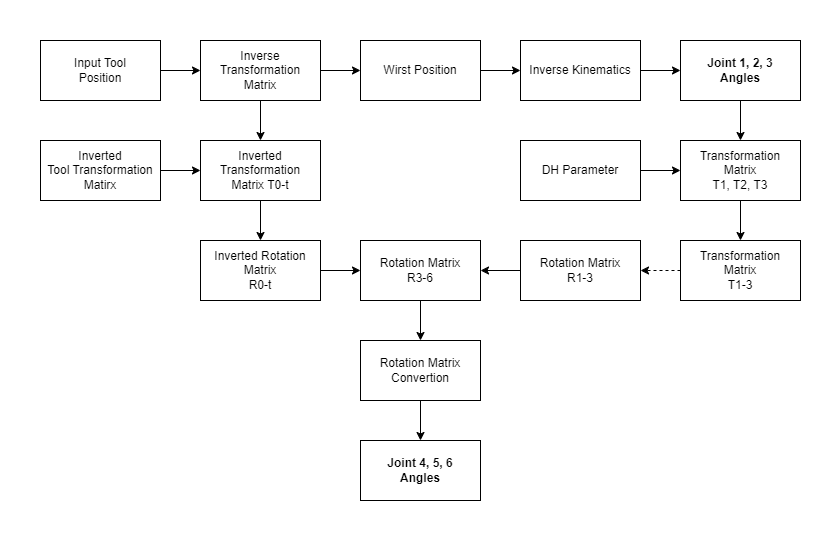 Input Tool
Position
Inverse
Transformation
Matrix
Wirst Position
Inverse Kinematics
Joint 1, 2, 3
Angles
Inverted
Tool Transformation
Matirx
Inverted
Transformation
Matrix T0-t
DH Parameter
Transformation
Matrix
T1, T2, T3
Inverted Rotation
Matrix
R0-t
Rotation Matrix
R3-6
Rotation Matrix
R1-3
Transformation
Matrix
T1-3
Rotation Matrix
Convertion
Joint 4, 5, 6
Angles